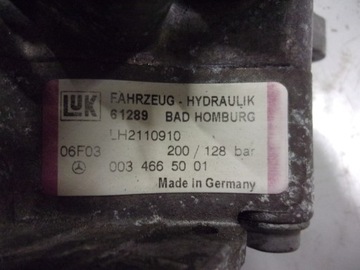 LUK FAHRZEUG - HYDRAULIK
61289 BAD HOMBURG
LH2110910
06F03 200 / 128 bar
003 466 50 01
Made in Germany